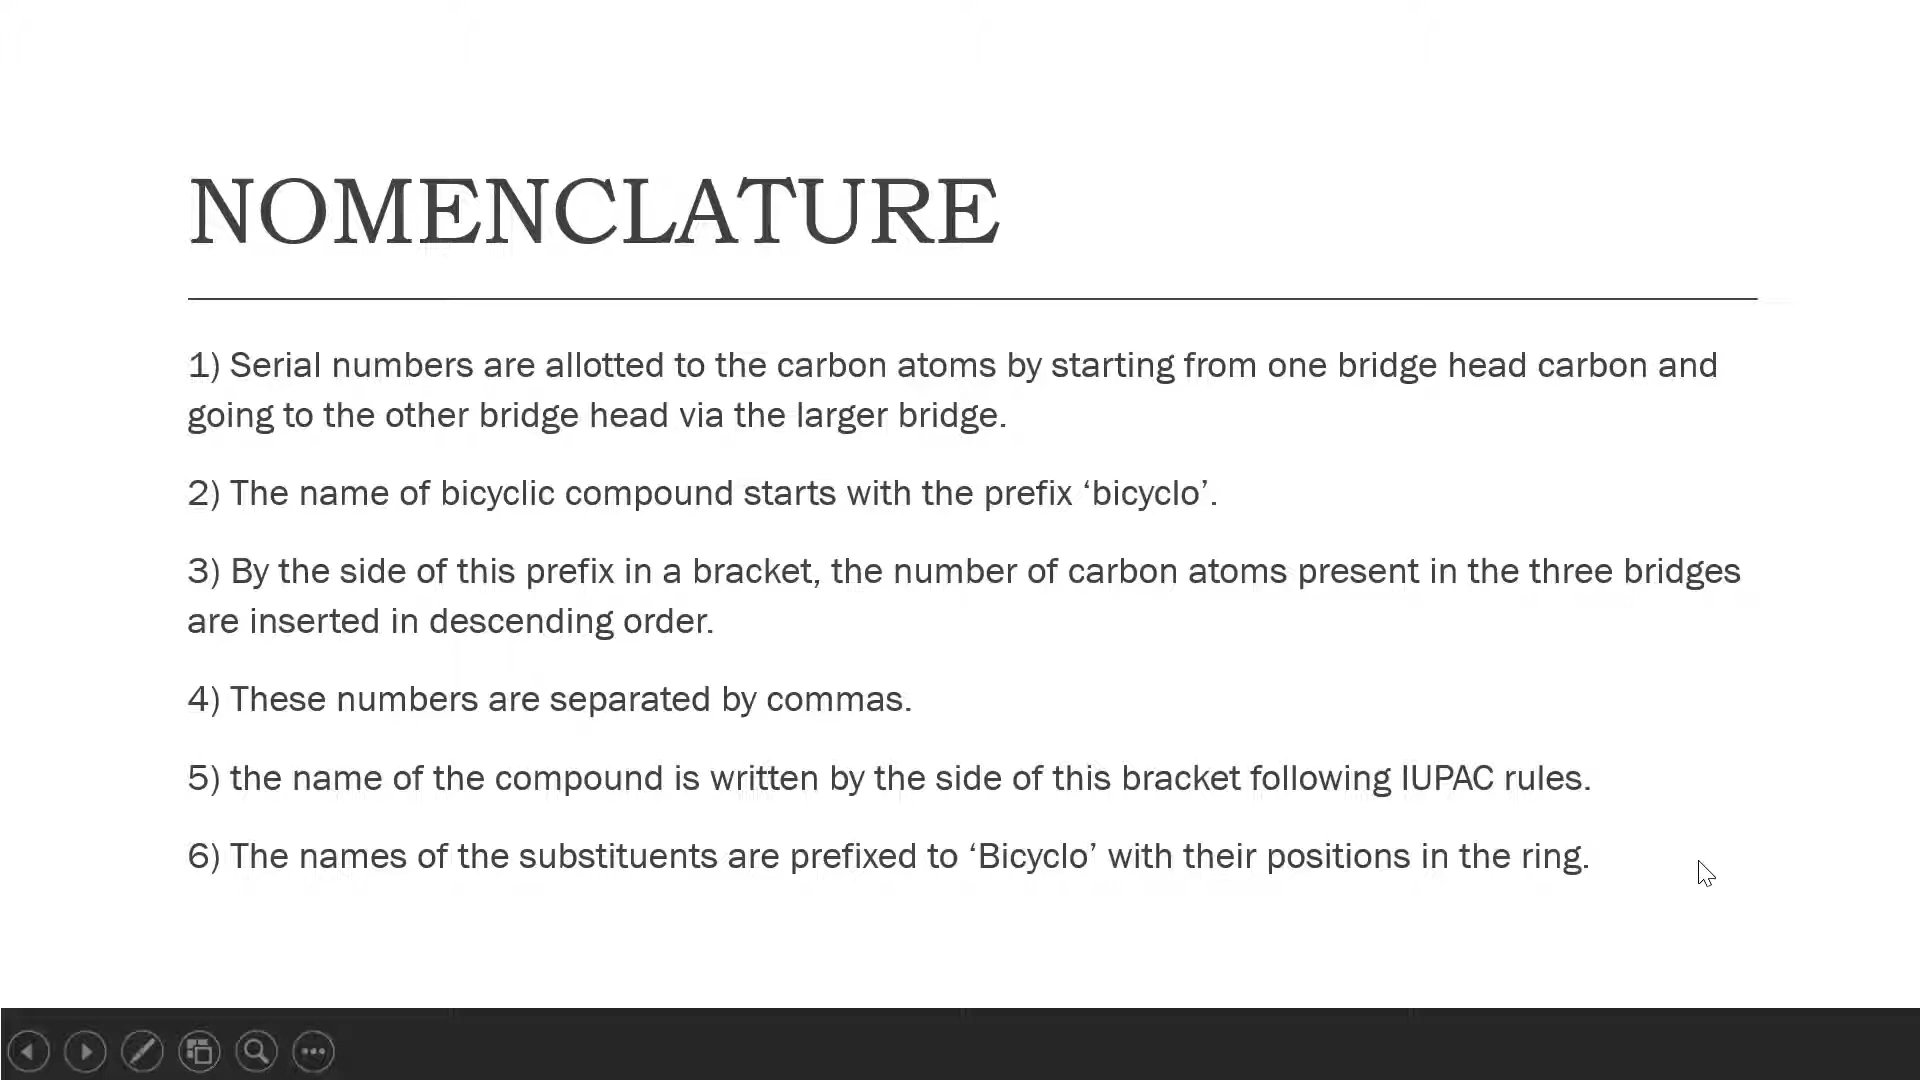 NOMENCLATURE
1) Serial numbers are allotted to the carbon atoms by starting from one bridge head carbon and
going to the other bridge head via the larger bridge.
2) The name of bicyclic compound starts with the prefix ‘bicyclo’.
3) By the side of this prefix in a bracket, the number of carbon atoms present in the three bridges
are inserted in descending order.
4) These numbers are separated by commas.
5) the name of the compound is written by the side of this bracket following IUPAC rules.
6) The names of the substituents are prefixed to ‘Bicyclo’ with their positions in the ring.